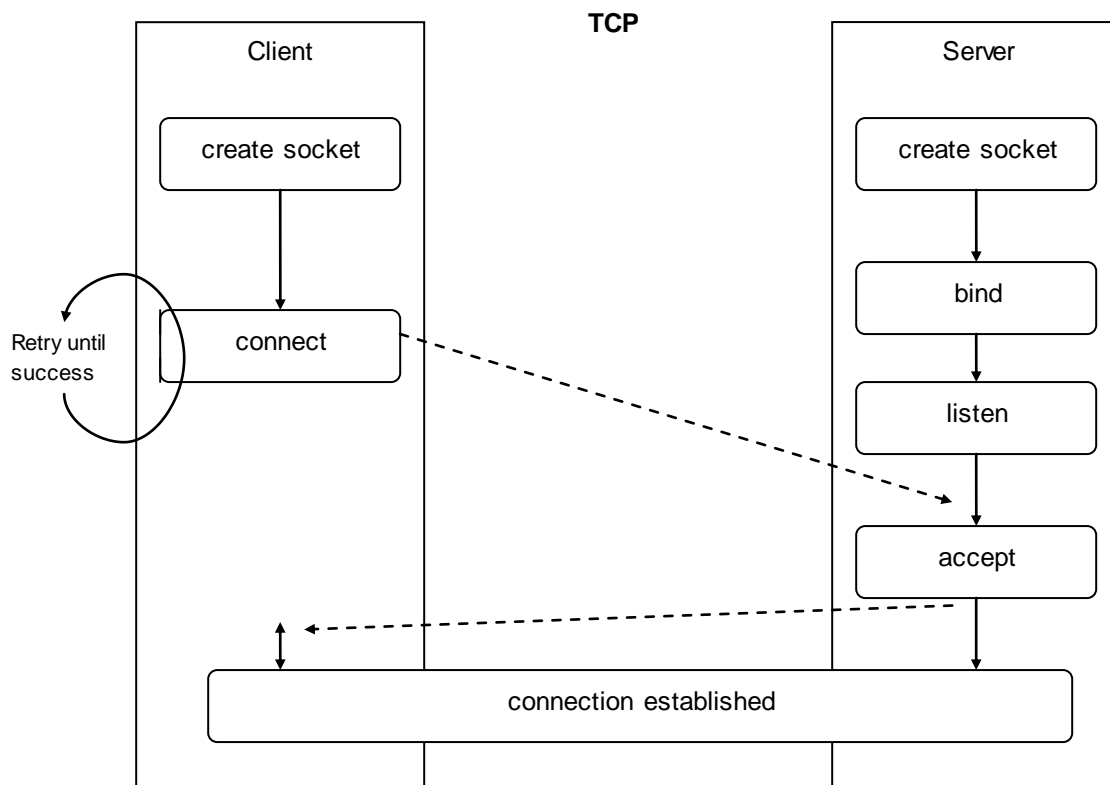 TCP
Client
Server
create socket
create socket
bind
Retry until
success
connect
listen
accept
connection established